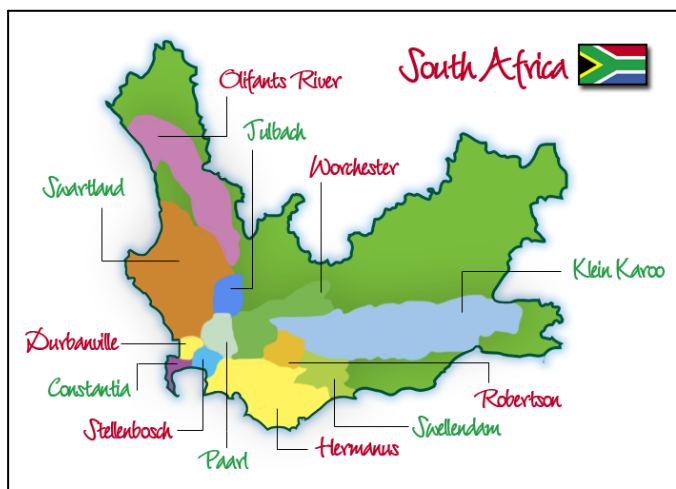 South Africa
Olifants River
Tulbach
Worchester
Swartland
Klein Karoo
Durbanville
Constantia
Robertson
Stellenbosch
Swellendam
Hermanus
Paarl